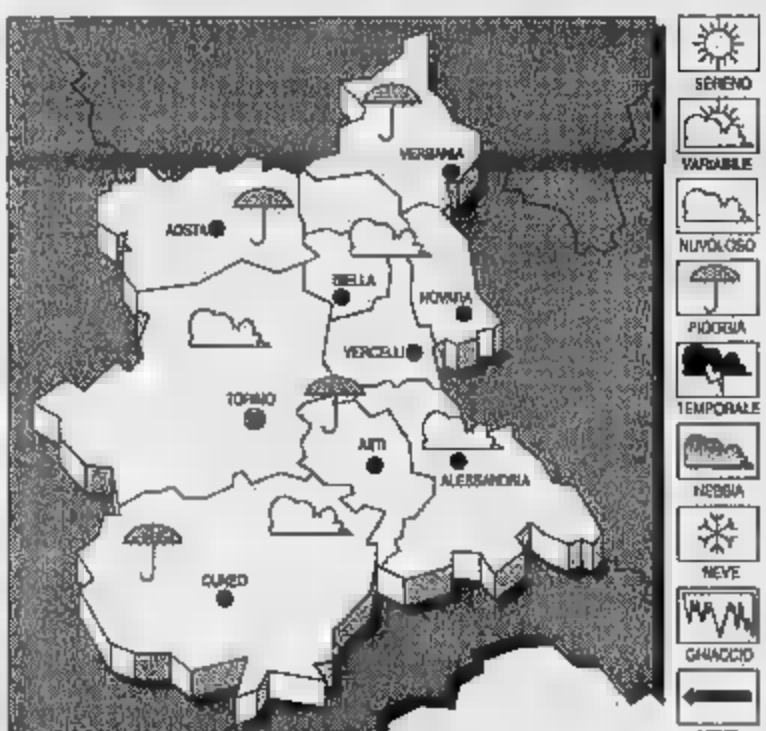 VERBANIA
AOSTA
BIELLA
NOVARA
VERCELLI
TORINO
ASTI
ALESSANDRIA
CUNEO
SERENO
VARIABILE
NUVOLOSO
PIOGGIA
TEMPORALE
NEBBIA
NEVE
GHIACCIO